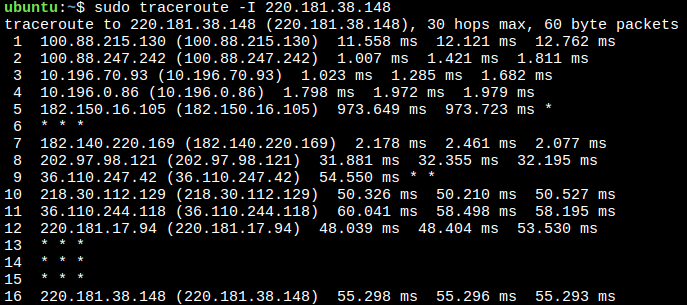 ubuntu:~$ sudo traceroute -I 220.181.38.148
traceroute to 220.181.38.148 (220.181.38.148), 30 hops max, 60 byte packets
 1  100.88.215.130 (100.88.215.130)  11.558 ms  12.121 ms  12.762 ms
 2  100.88.247.242 (100.88.247.242)  1.007 ms  1.421 ms  1.811 ms
 3  10.196.70.93 (10.196.70.93)  1.023 ms  1.285 ms  1.682 ms
 4  10.196.0.86 (10.196.0.86)  1.798 ms  1.972 ms  1.979 ms
 5  182.150.16.105 (182.150.16.105)  973.649 ms  973.723 ms *
 6  * * *
 7  182.140.220.169 (182.140.220.169)  2.178 ms  2.461 ms  2.077 ms
 8  202.97.98.121 (202.97.98.121)  31.881 ms  32.355 ms  32.195 ms
 9  36.110.247.42 (36.110.247.42)  54.550 ms * *
10  218.30.112.129 (218.30.112.129)  50.326 ms  50.210 ms  50.527 ms
11  36.110.244.118 (36.110.244.118)  60.041 ms  58.498 ms  58.195 ms
12  220.181.17.94 (220.181.17.94)  48.039 ms  48.404 ms  53.530 ms
13  * * *
14  * * *
15  * * *
16  220.181.38.148 (220.181.38.148)  55.298 ms  55.296 ms  55.293 ms